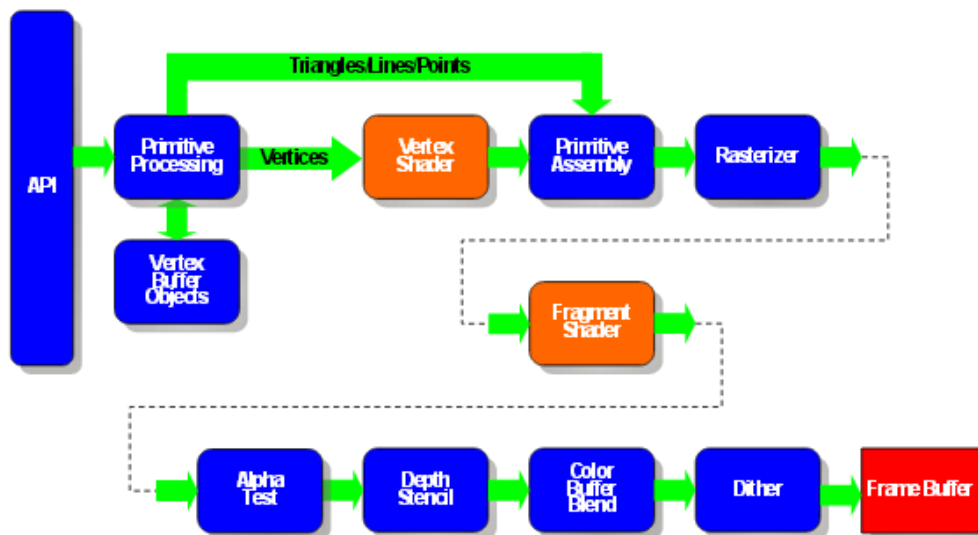 Triangles/Lines/Points
API
Primitive
Processing
Vertices
Vertex
Shader
Primitive
Assembly
Rasterizer
Vertex
Buffer
Objects
Fragment
Shader
Alpha
Test
Depth
Stencil
Color
Buffer
Blend
Dither
Frame Buffer